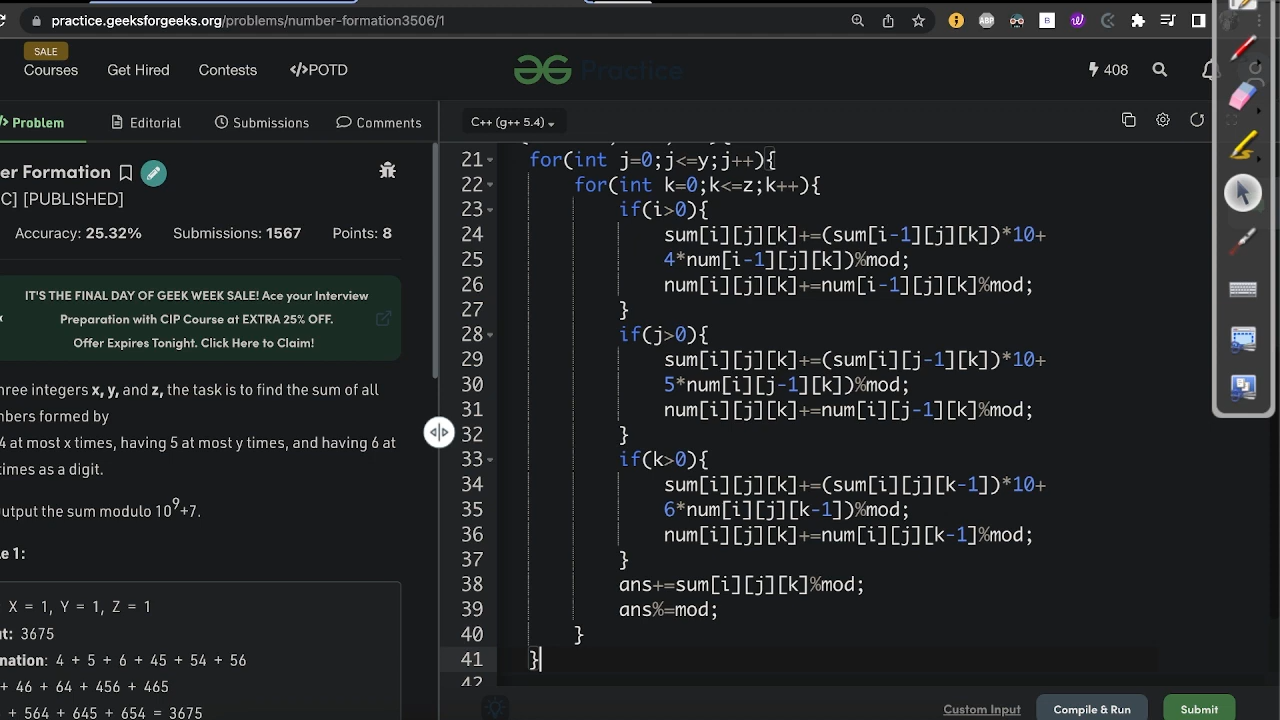 practice.geeksforgeeks.org/problems/number-formation3506/1
ABP
B
SALE
Courses
Get Hired
Contests
</>POTD
Practice
408
Problem
Editorial
Submissions
Comments
C++ (g++ 5.4)
er Formation
C] [PUBLISHED]
Accuracy: 25.32%
Submissions: 1567
Points: 8
IT'S THE FINAL DAY OF GEEK WEEK SALE! Ace your Interview
Preparation with CIP Course at EXTRA 25% OFF.
Offer Expires Tonight. Click Here to Claim!
hree integers x, y, and z, the task is to find the sum of all
nbers formed by
4 at most x times, having 5 at most y times, and having 6 at
times as a digit.
utput the sum modulo 10^9+7.
le 1:
X = 1, Y = 1, Z = 1
ut: 3675
nation: 4 + 5 + 6 + 45 + 54 + 56
+ 46 + 64 + 456 + 465
+ 564 + 645 + 654 = 3675
21 for(int j=0;j<=y;j++){
22 for(int k=0;k<=z;k++){
23 if(i>0){
24 sum[i][j][k]+=(sum[i-1][j][k])*10+
25 4*num[i-1][j][k])%mod;
26 num[i][j][k]+=num[i-1][j][k]%mod;
27 }
28 if(j>0){
29 sum[i][j][k]+=(sum[i][j-1][k])*10+
30 5*num[i][j-1][k])%mod;
31 num[i][j][k]+=num[i][j-1][k]%mod;
32 }
33 if(k>0){
34 sum[i][j][k]+=(sum[i][j][k-1])*10+
35 6*num[i][j][k-1])%mod;
36 num[i][j][k]+=num[i][j][k-1]%mod;
37 }
38 ans+=sum[i][j][k]%mod;
39 ans%=mod;
40 }
41 }
42
Custom Input
Compile & Run
Submit